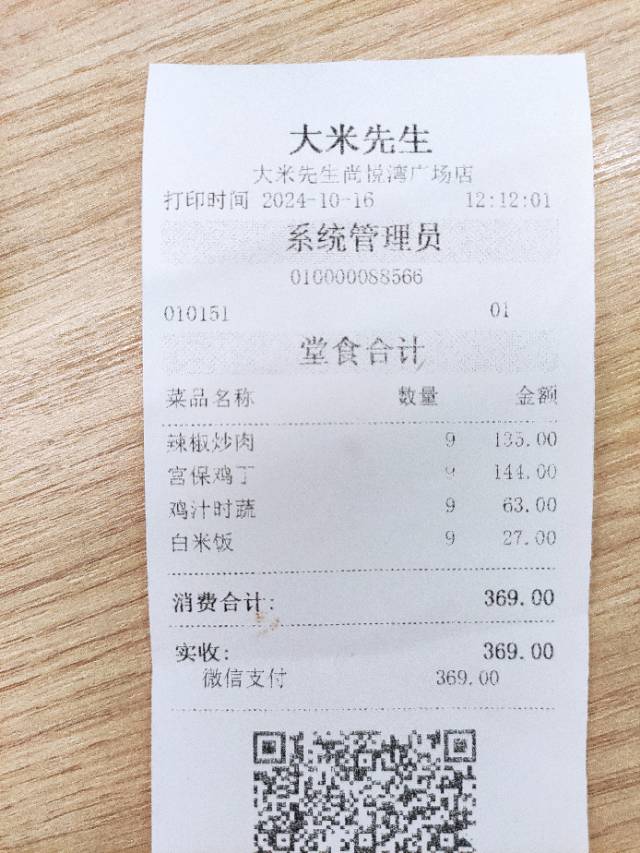 大米先生
大米先生尚悦湾广场店
打印时间 2024-10-16 12:12:01
系统管理员
010000088566
010151 01
堂食合计
菜品名称 数量 金额
辣椒炒肉 9 135.00
宫保鸡丁 9 144.00
鸡汁时蔬 9 63.00
白米饭 9 27.00
消费合计: 369.00
实收: 369.00
微信支付 369.00